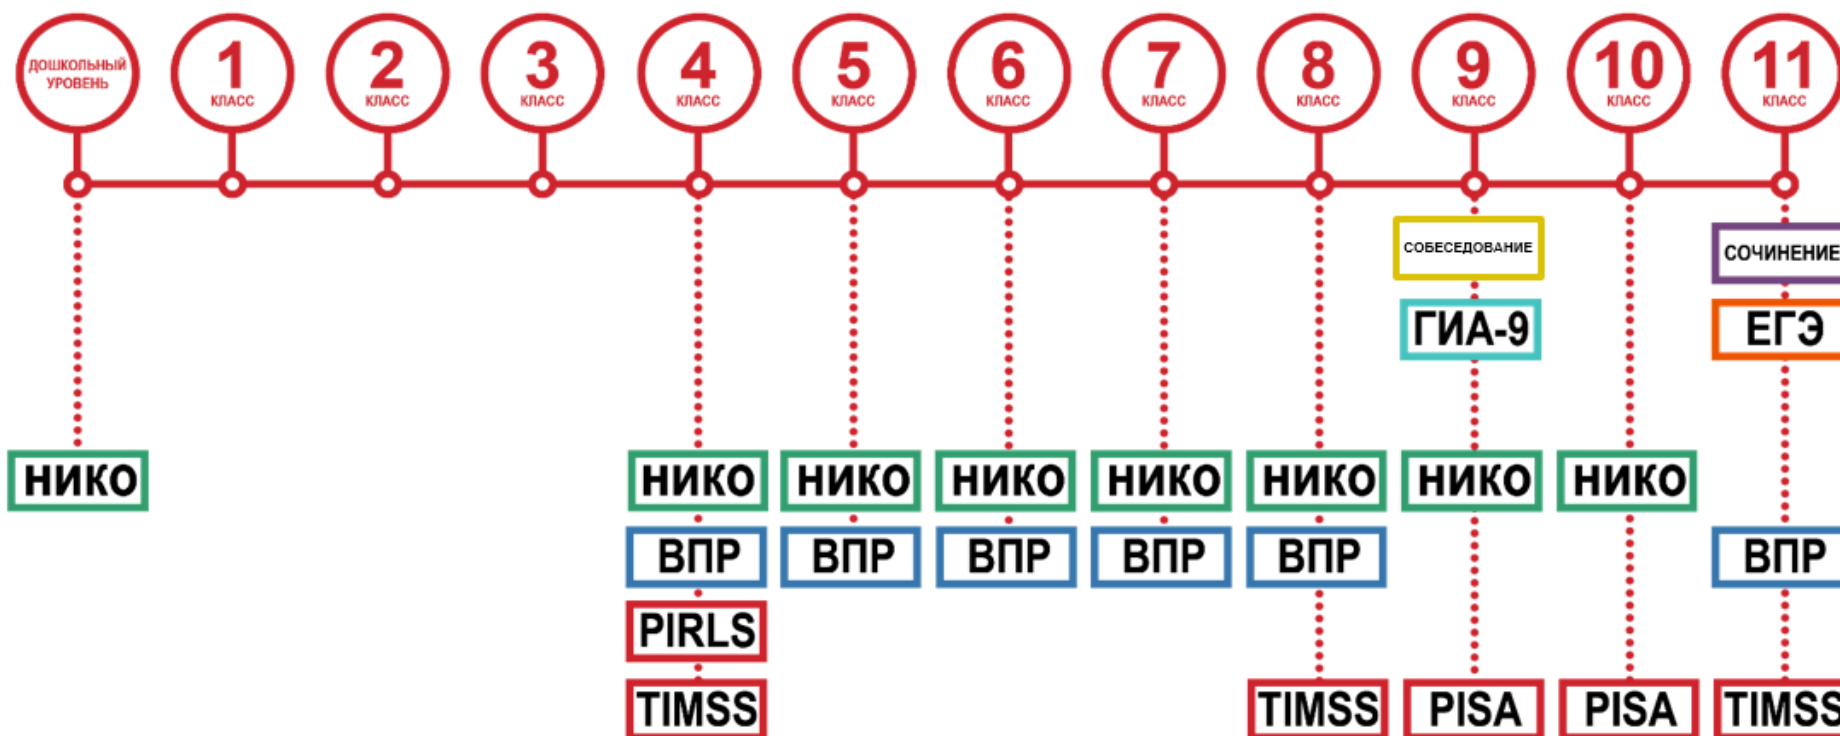 ДОШКОЛЬНЫЙ
УРОВЕНЬ
1
КЛАСС
2
КЛАСС
3
КЛАСС
4
КЛАСС
5
КЛАСС
6
КЛАСС
7
КЛАСС
8
КЛАСС
9
КЛАСС
10
КЛАСС
11
КЛАСС
СОБЕСЕДОВАНИЕ
СОЧИНЕНИЕ
ГИА-9
ЕГЭ
НИКО
НИКО
НИКО
НИКО
НИКО
НИКО
НИКО
НИКО
ВПР
ВПР
ВПР
ВПР
ВПР
ВПР
PIRLS
TIMSS
TIMSS
PISA
PISA
TIMSS